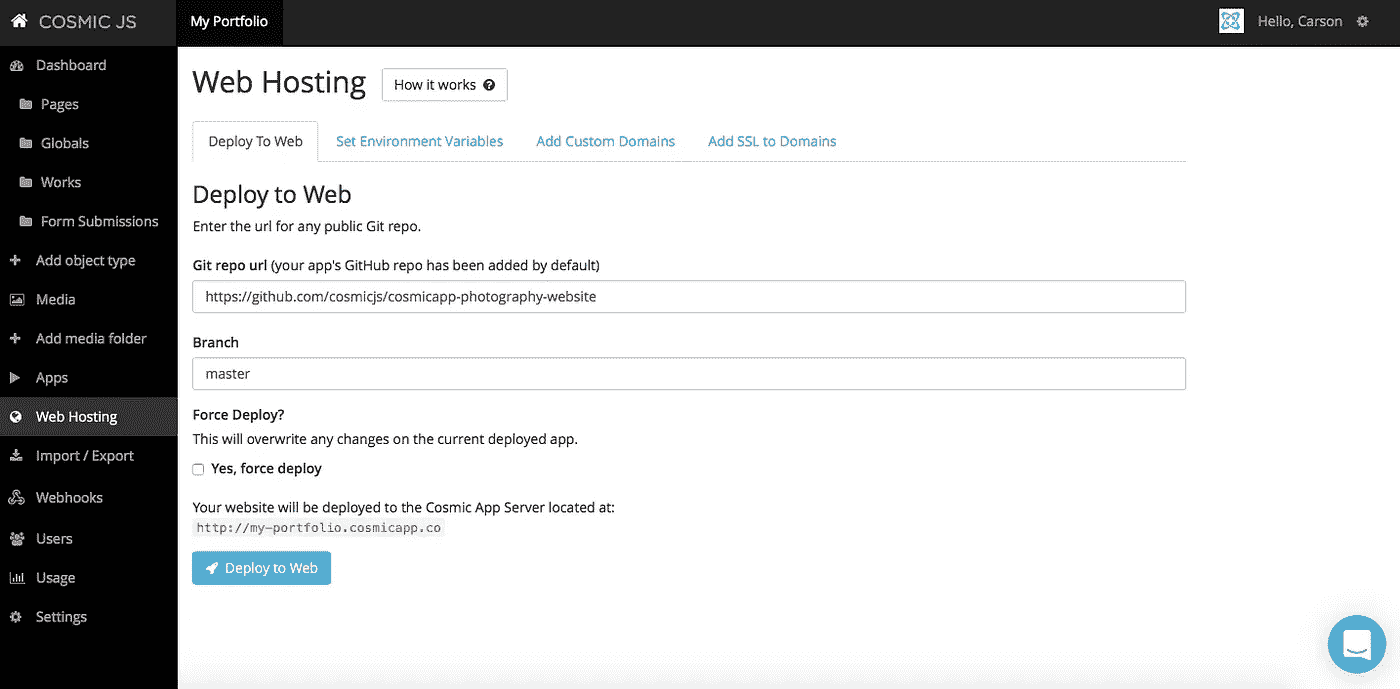 COSMIC JS
My Portfolio
Hello, Carson
Dashboard
Pages
Globals
Works
Form Submissions
Add object type
Media
Add media folder
Apps
Web Hosting
Import / Export
Webhooks
Users
Usage
Settings
Web Hosting
How it works
Deploy To Web
Set Environment Variables
Add Custom Domains
Add SSL to Domains
Deploy to Web
Enter the url for any public Git repo.
Git repo url (your app's GitHub repo has been added by default)
https://github.com/cosmicjs/cosmicapp-photography-website
Branch
master
Force Deploy?
This will overwrite any changes on the current deployed app.
Yes, force deploy
Your website will be deployed to the Cosmic App Server located at:
http://my-portfolio.cosmicapp.co
Deploy to Web